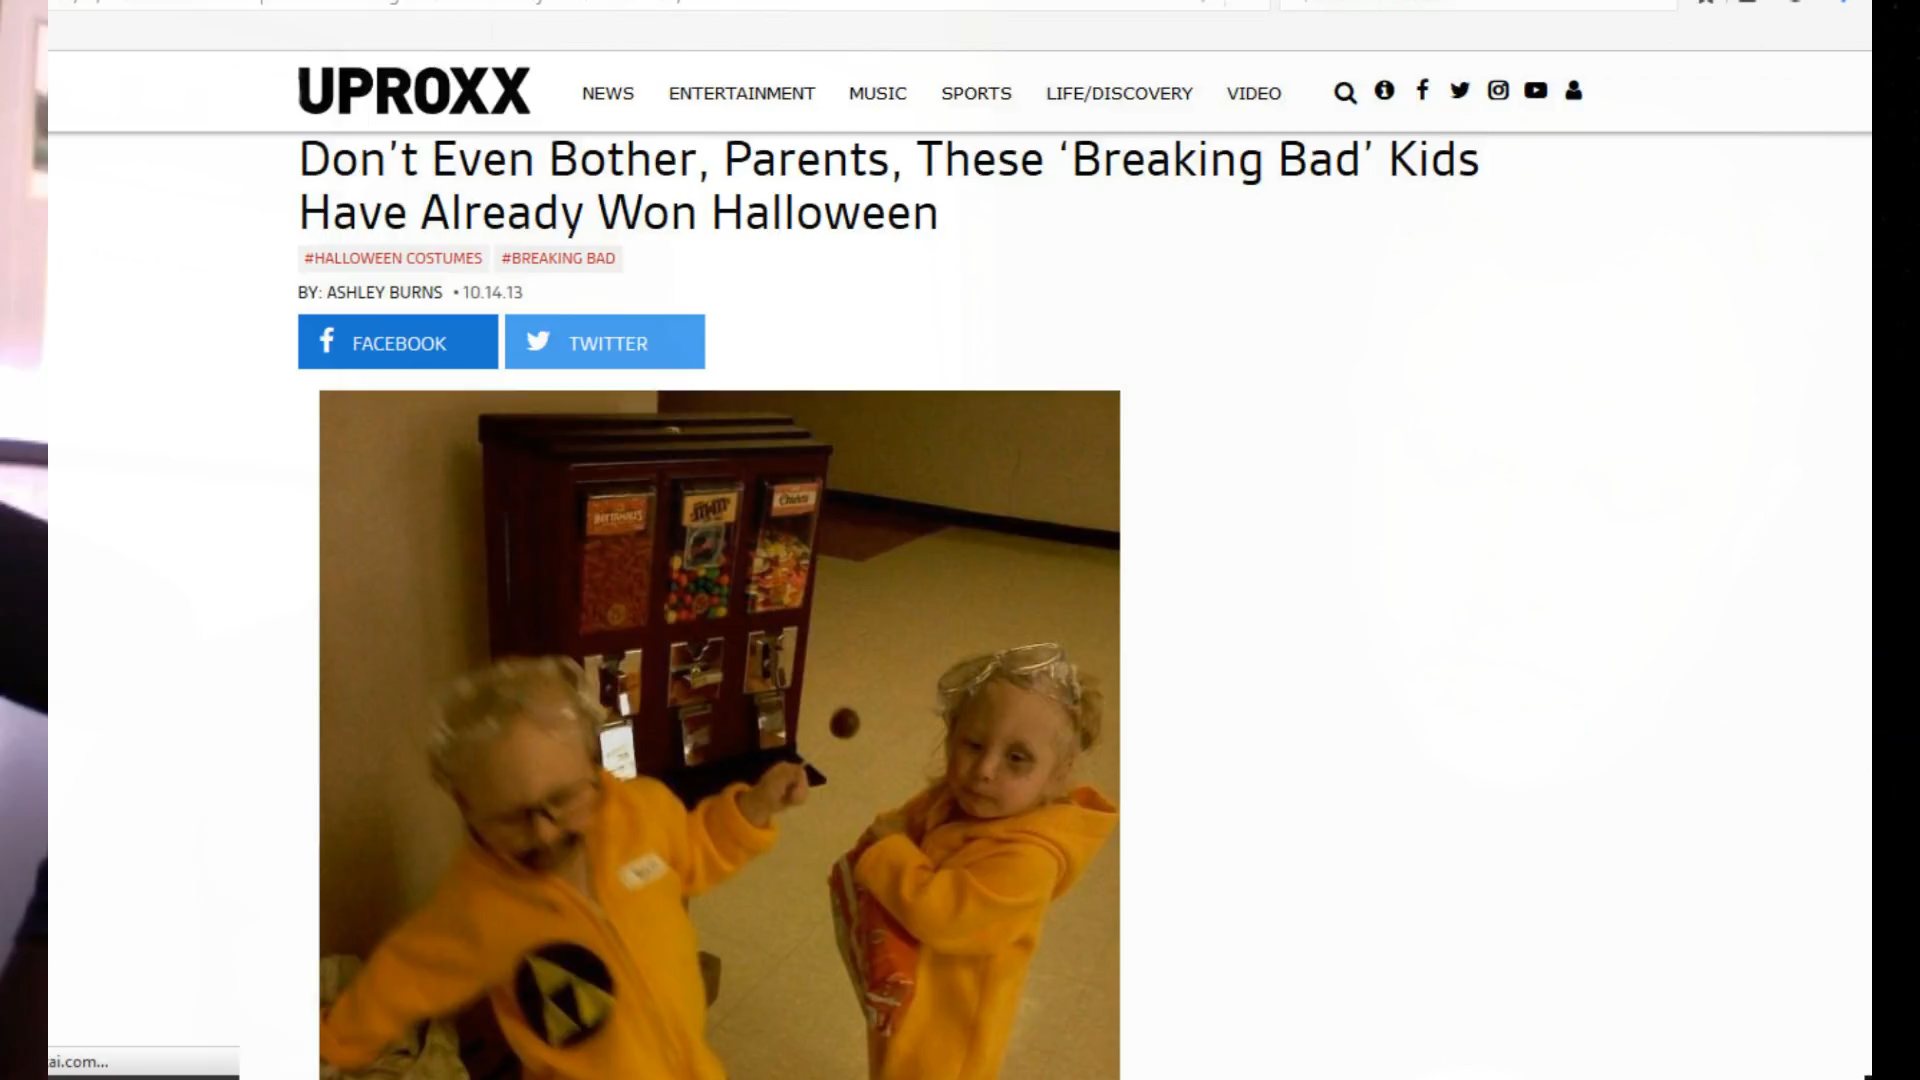 UPROXX
NEWS ENTERTAINMENT MUSIC SPORTS LIFE/DISCOVERY VIDEO
Don’t Even Bother, Parents, These ‘Breaking Bad’ Kids
Have Already Won Halloween
#HALLOWEEN COSTUMES #BREAKING BAD
BY: ASHLEY BURNS • 10.14.13
FACEBOOK TWITTER
ai.com...